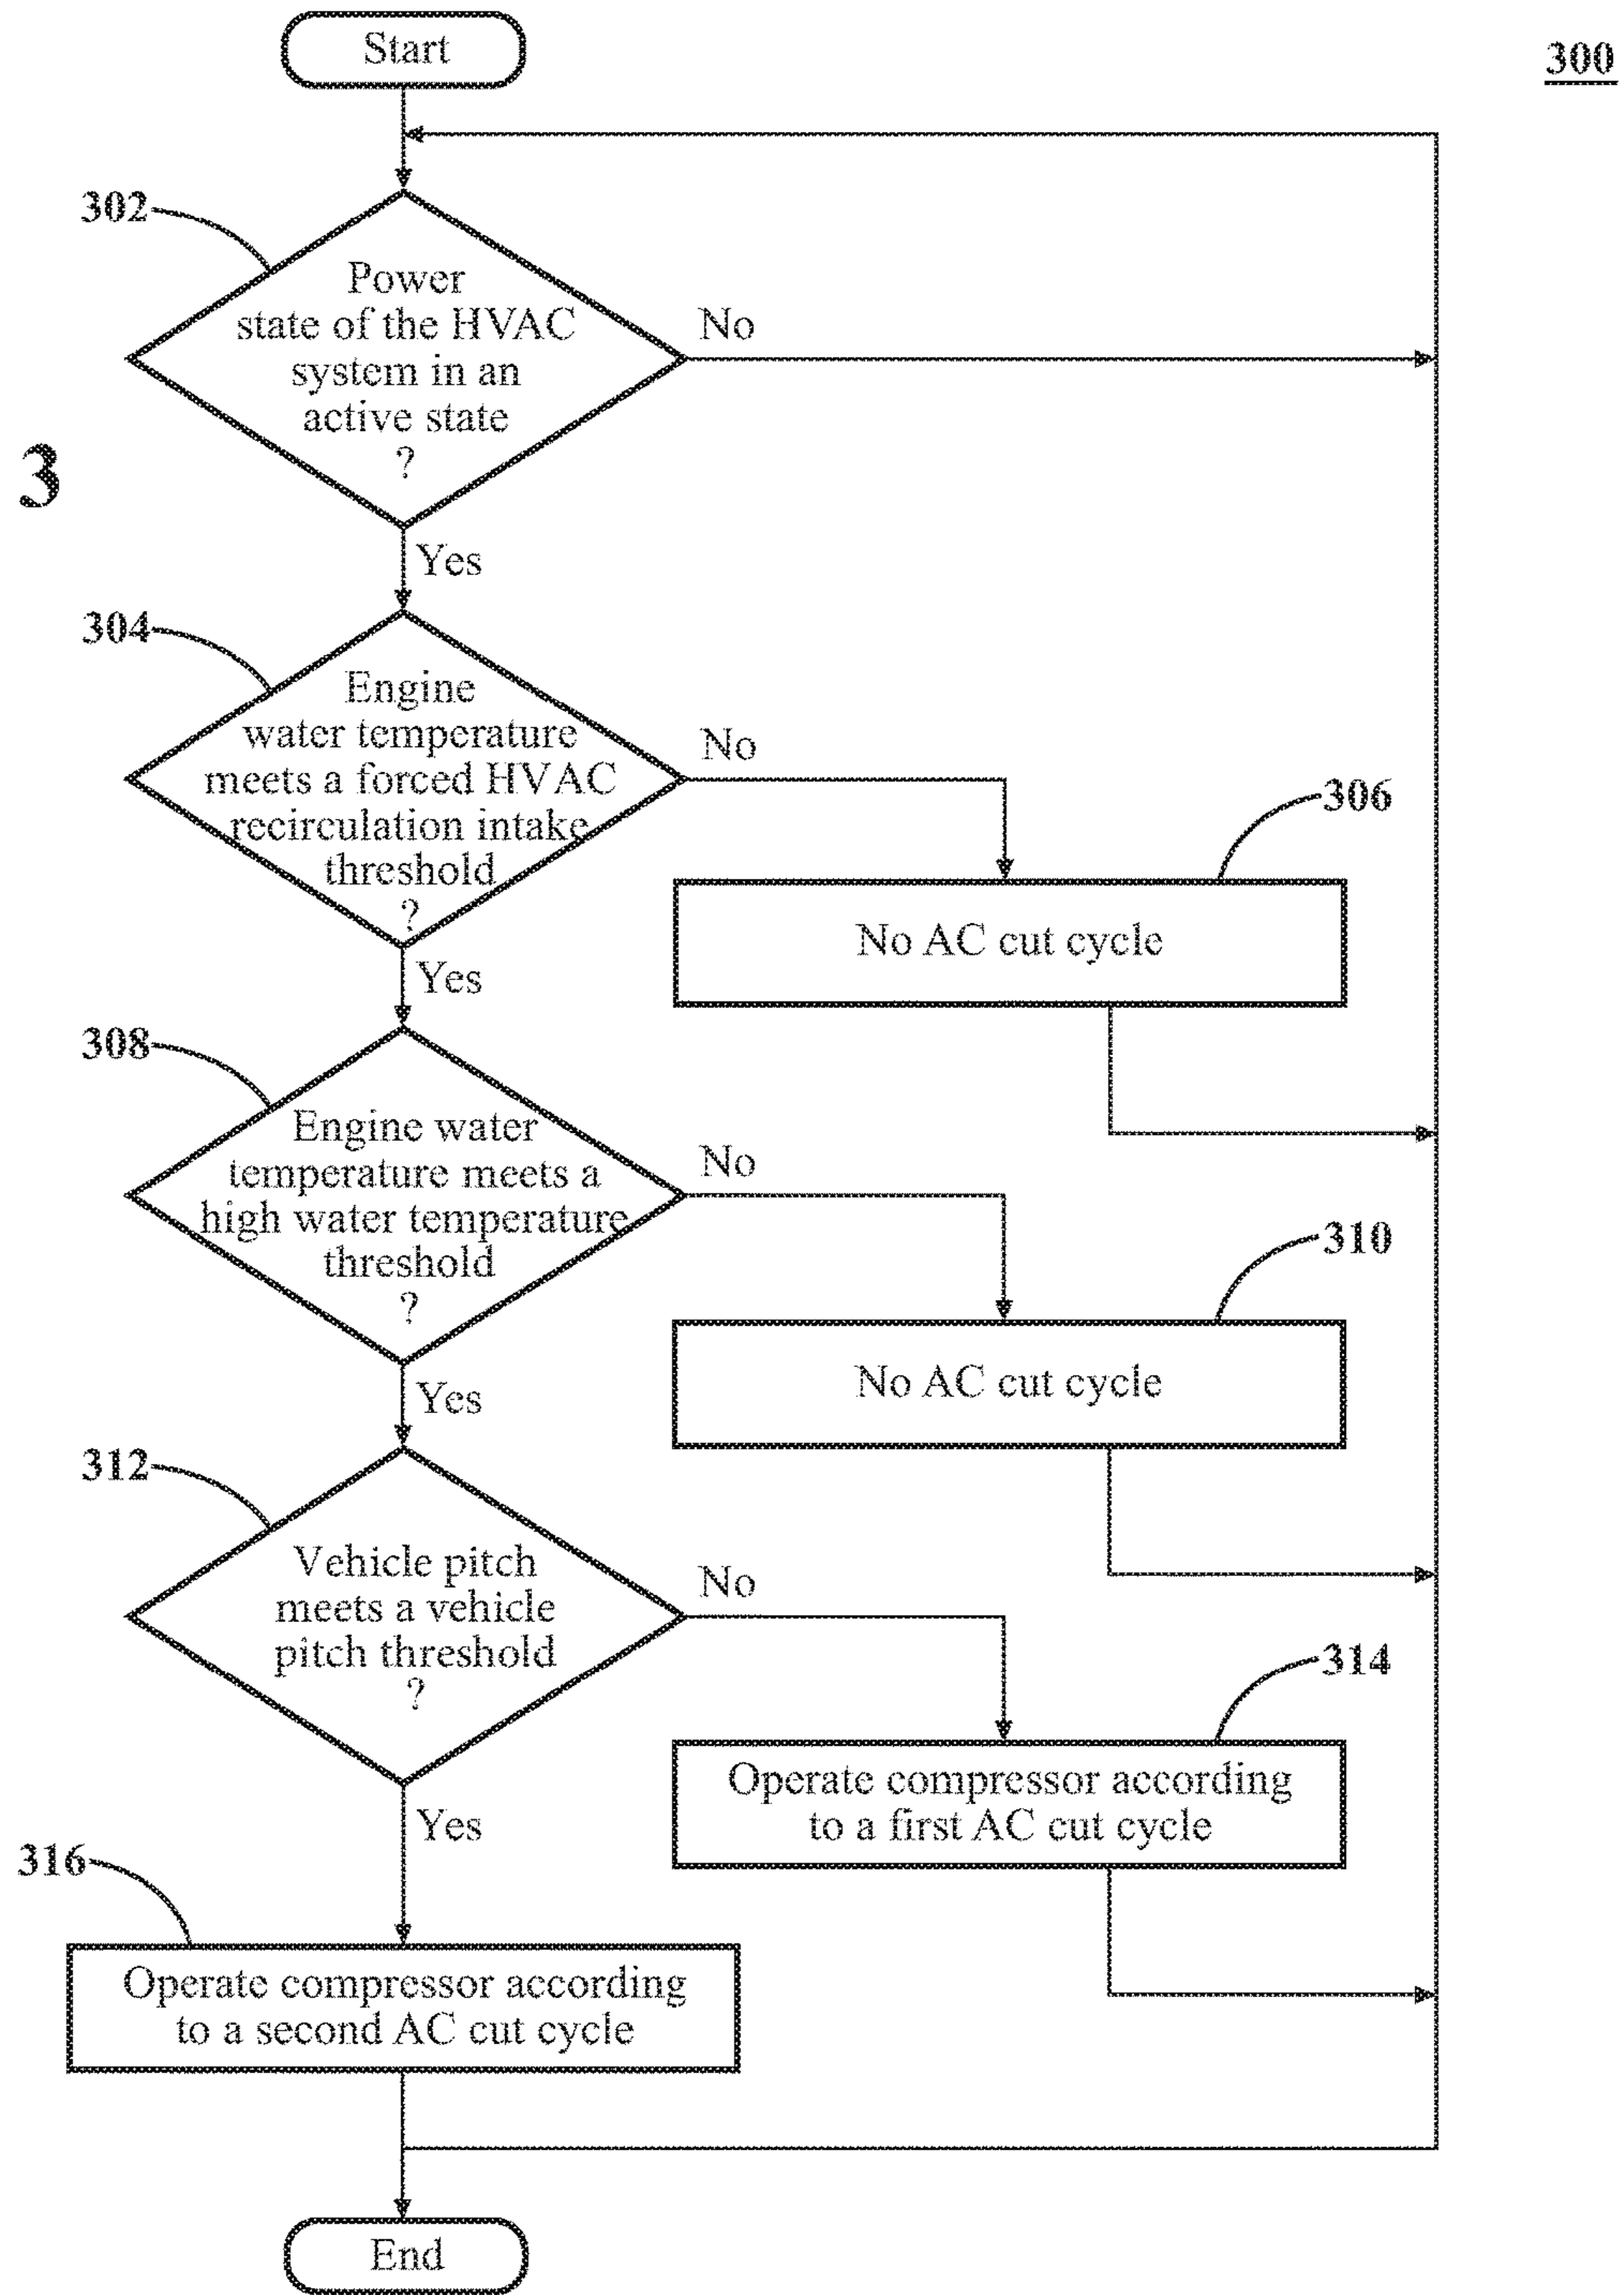 Start
300
302
Power
state of the HVAC
system in an
active state
?
No
3
Yes
304
Engine
water temperature
meets a forced HVAC
recirculation intake
threshold
?
No
306
No AC cut cycle
Yes
308
Engine water
temperature meets a
high water temperature
threshold
?
No
310
No AC cut cycle
Yes
312
Vehicle pitch
meets a vehicle
pitch threshold
?
No
314
Operate compressor according
to a first AC cut cycle
Yes
316
Operate compressor according
to a second AC cut cycle
End